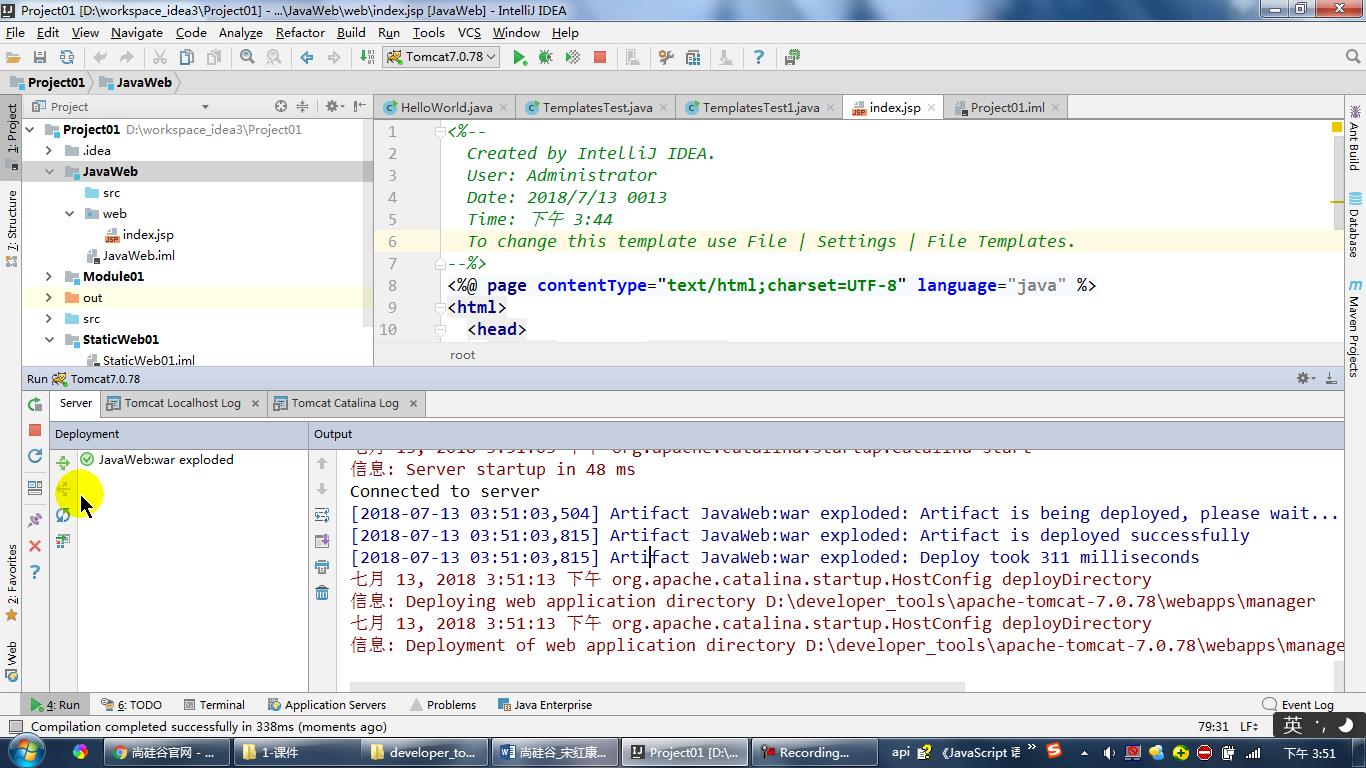 Project01 [D:\workspace_idea3\Project01] - ...\JavaWeb\web\index.jsp [JavaWeb] - IntelliJ IDEA
File Edit View Navigate Code Analyze Refactor Build Run Tools VCS Window Help
Tomcat7.0.78
Project01 JavaWeb
Project
HelloWorld.java TemplatesTest.java TemplatesTest1.java index.jsp Project01.iml
Project01 D:\workspace_idea3\Project01
.idea
JavaWeb
src
web
index.jsp
JavaWeb.iml
Module01
out
src
StaticWeb01
StaticWeb01.iml
1: Project
7: Structure
2: Favorites
Web
1 <%--
2 Created by IntelliJ IDEA.
3 User: Administrator
4 Date: 2018/7/13 0013
5 Time: 下午 3:44
6 To change this template use File | Settings | File Templates.
7 --%>
8 <%@ page contentType="text/html;charset=UTF-8" language="java" %>
9 <html>
10 <head>
root
Ant Build
Database
Maven Projects
Run Tomcat7.0.78
Server Tomcat Localhost Log Tomcat Catalina Log
Deployment
JavaWeb:war exploded
Output
七月 13, 2018 3:51:03 下午 org.apache.catalina.startup.Catalina start
信息: Server startup in 48 ms
Connected to server
[2018-07-13 03:51:03,504] Artifact JavaWeb:war exploded: Artifact is being deployed, please wait...
[2018-07-13 03:51:03,815] Artifact JavaWeb:war exploded: Artifact is deployed successfully
[2018-07-13 03:51:03,815] Artifact JavaWeb:war exploded: Deploy took 311 milliseconds
七月 13, 2018 3:51:13 下午 org.apache.catalina.startup.HostConfig deployDirectory
信息: Deploying web application directory D:\developer_tools\apache-tomcat-7.0.78\webapps\manager
七月 13, 2018 3:51:13 下午 org.apache.catalina.startup.HostConfig deployDirectory
信息: Deployment of web application directory D:\developer_tools\apache-tomcat-7.0.78\webapps\manage
4: Run 6: TODO Terminal Application Servers Problems Java Enterprise Event Log
Compilation completed successfully in 338ms (moments ago) 79:31 LF÷ 英
尚硅谷官网 - ... 1-课件 developer_to... 尚硅谷_宋红康... Project01 [D:\... Recording... api 《JavaScript 语 下午 3:51